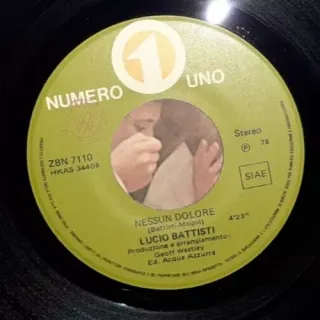 NUMERO 1 UNO
ZBN 7110
HKAS 34409
Stereo
P 78
SIAE
NESSUN DOLORE
(Battisti-Mogol) 4'23"
LUCIO BATTISTI
Produzione e arrangiamento:
Geoff Westley
Ed. Acqua Azzurra